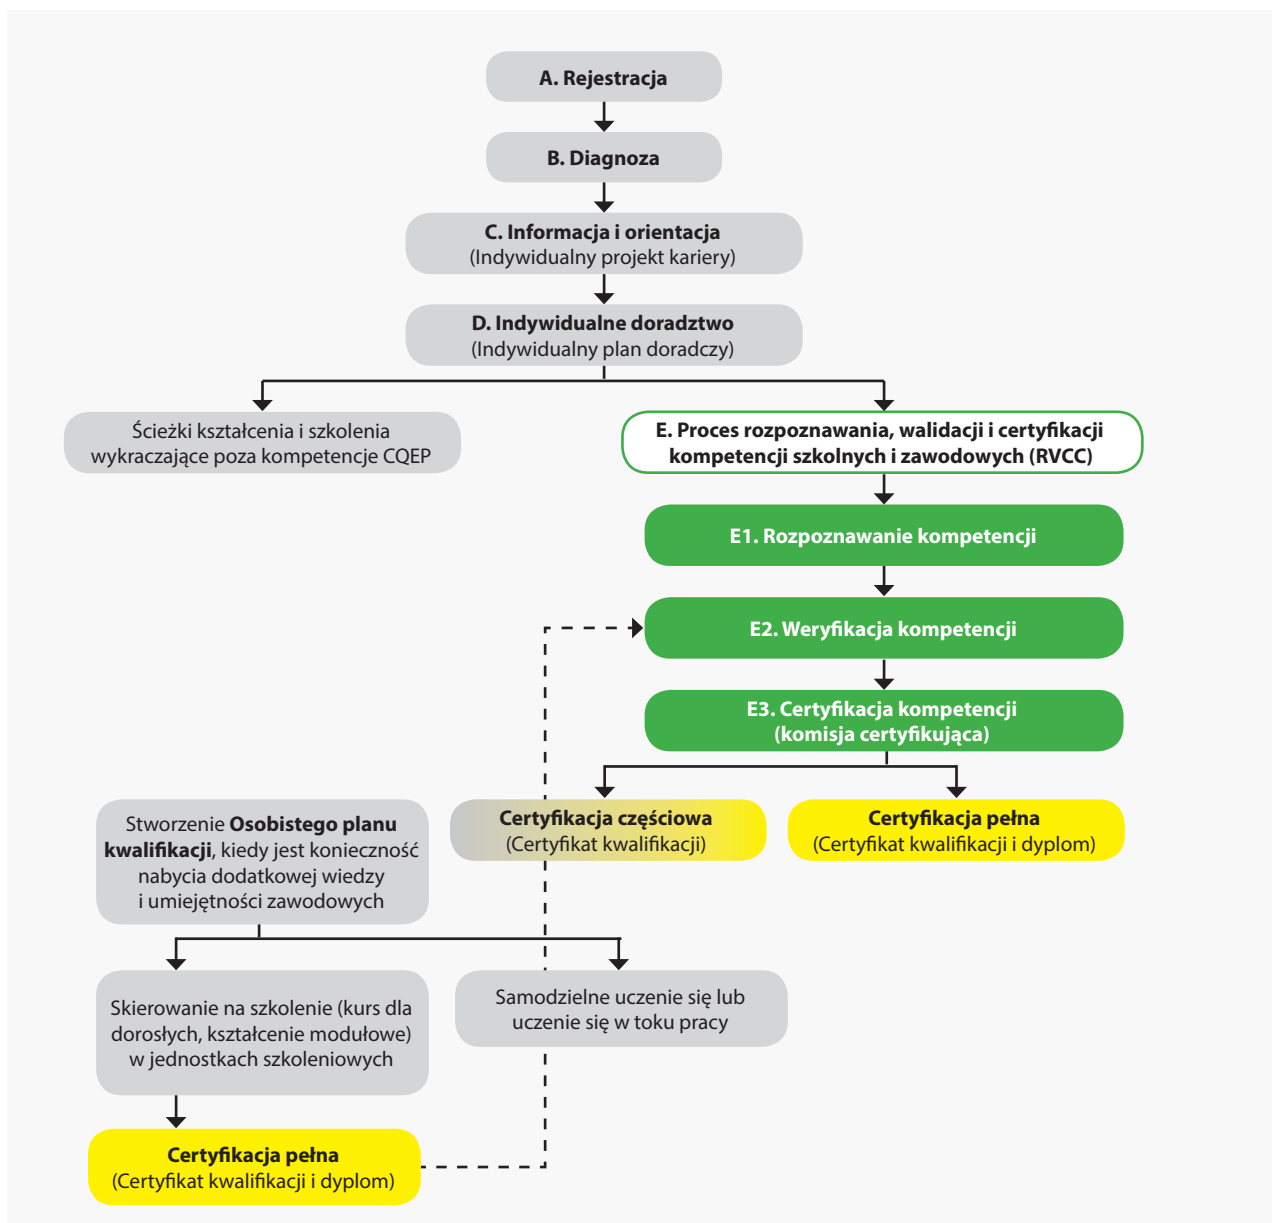 A. Rejestracja
B. Diagnoza
C. Informacja i orientacja
(Indywidualny projekt kariery)
D. Indywidualne doradztwo
(Indywidualny plan doradczy)
Ścieżki kształcenia i szkolenia
wykraczające poza kompetencje CQEP
E. Proces rozpoznawania, walidacji i certyfikacji
kompetencji szkolnych i zawodowych (RVCC)
E1. Rozpoznawanie kompetencji
E2. Weryfikacja kompetencji
E3. Certyfikacja kompetencji
(komisja certyfikująca)
Certyfikacja częściowa
(Certyfikat kwalifikacji)
Certyfikacja pełna
(Certyfikat kwalifikacji i dyplom)
Stworzenie Osobistego planu
kwalifikacji, kiedy jest konieczność
nabycia dodatkowej wiedzy
i umiejętności zawodowych
Skierowanie na szkolenie (kurs dla
dorosłych, kształcenie modułowe)
w jednostkach szkoleniowych
Samodzielne uczenie się lub
uczenie się w toku pracy
Certyfikacja pełna
(Certyfikat kwalifikacji i dyplom)